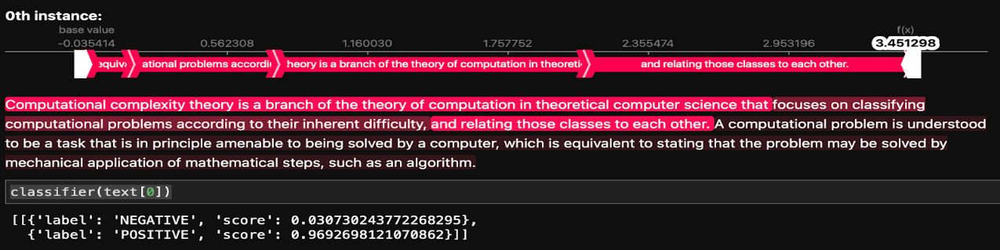 0th instance:
base value f(x)
-0.035414 0.562308 1.160030 1.757752 2.355474 2.953196 3.451298
equiva ational problems accordin heory is a branch of the theory of computation in theoretic and relating those classes to each other.
Computational complexity theory is a branch of the theory of computation in theoretical computer science that focuses on classifying
computational problems according to their inherent difficulty, and relating those classes to each other. A computational problem is understood
to be a task that is in principle amenable to being solved by a computer, which is equivalent to stating that the problem may be solved by
mechanical application of mathematical steps, such as an algorithm.
classifier(text[0])
[[{'label': 'NEGATIVE', 'score': 0.030730243772268295},
{'label': 'POSITIVE', 'score': 0.9692698121070862}]]